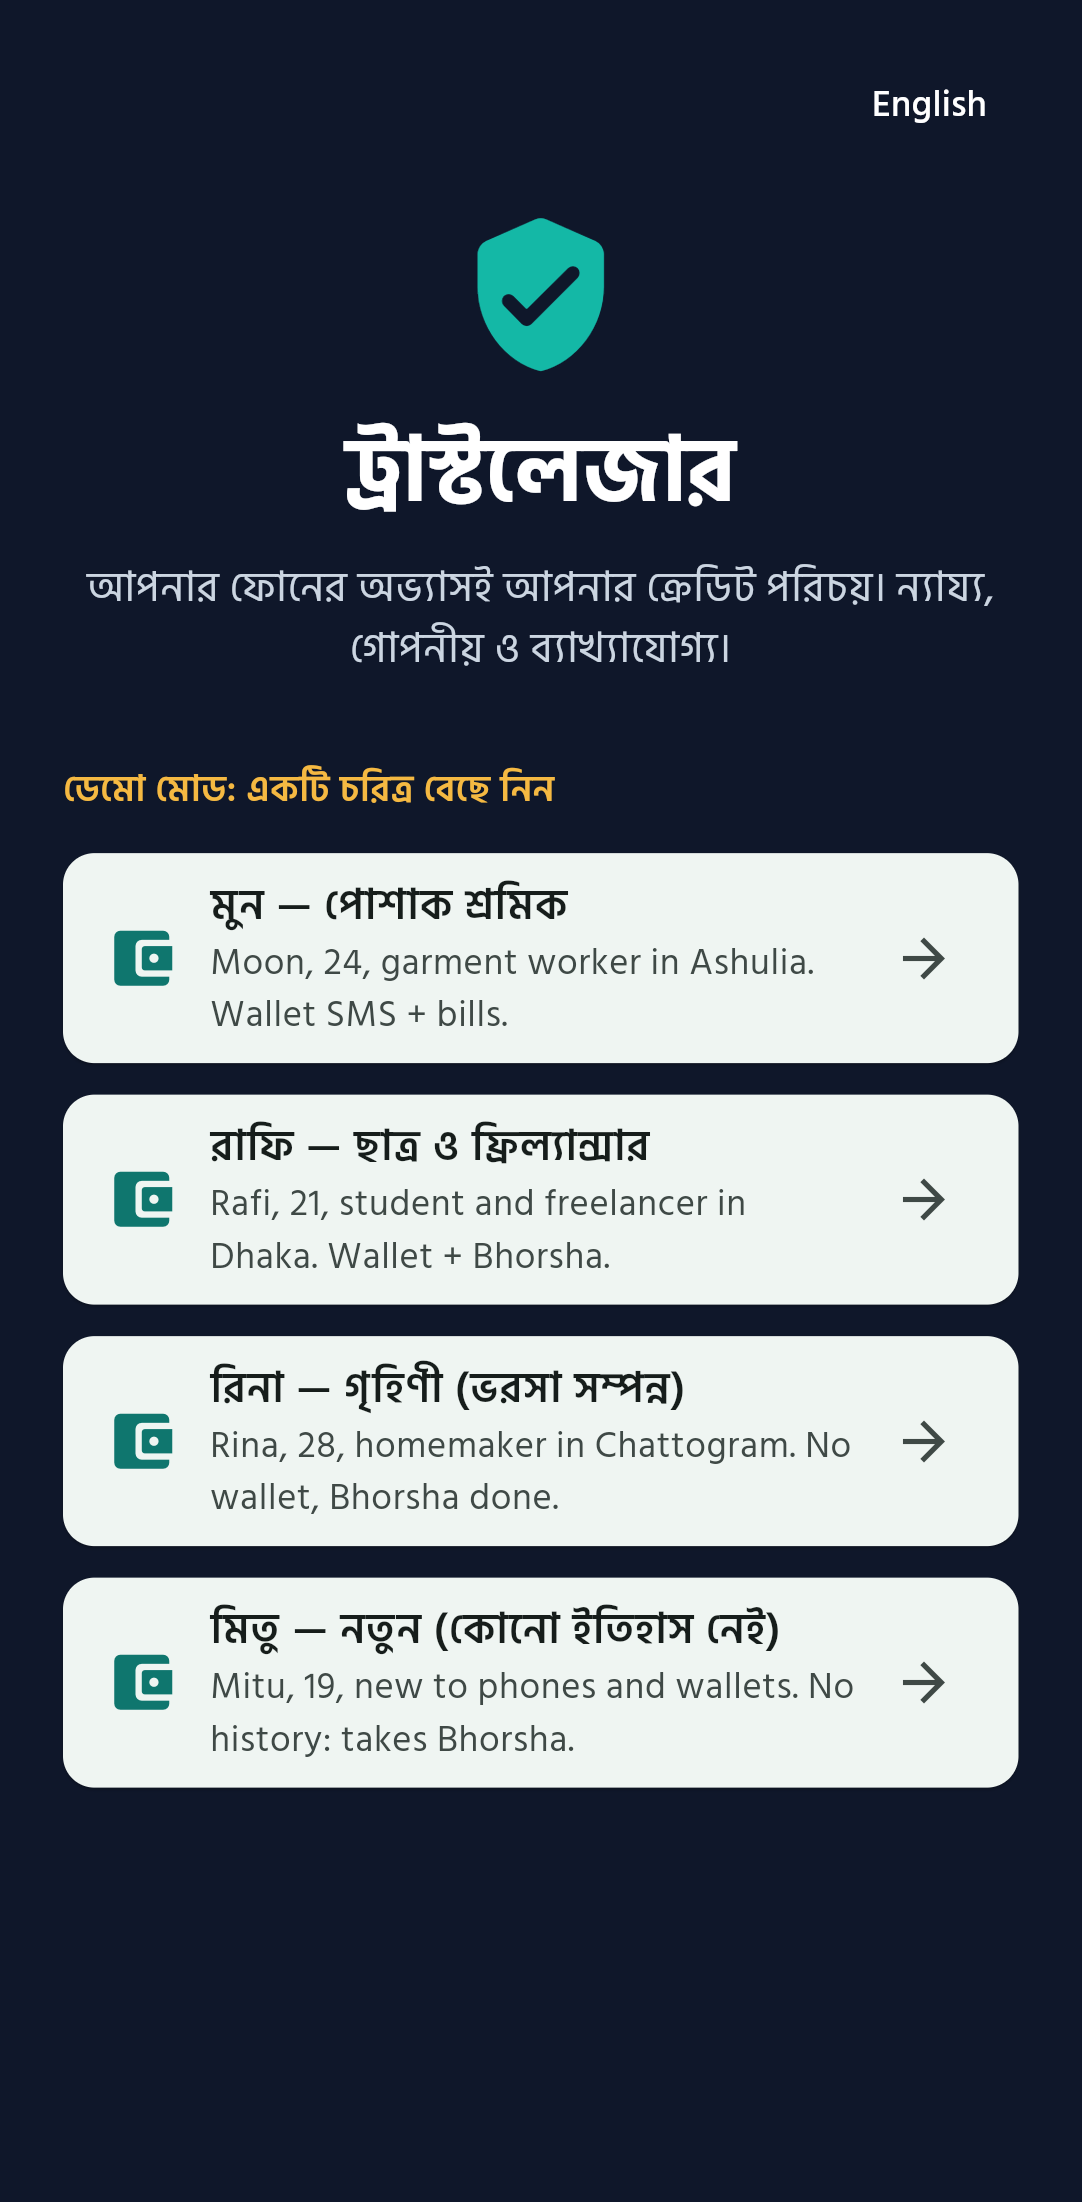 English
ট্রাস্টলেজার
আপনার ফোনের অভ্যাসই আপনার ক্রেডিট পরিচয়। ন্যায্য,
গোপনীয় ও ব্যাখ্যাযোগ্য।
ডেমো মোড: একটি চরিত্র বেছে নিন
মুন — পোশাক শ্রমিক
Moon, 24, garment worker in Ashulia.
Wallet SMS + bills.
রাফি — ছাত্র ও ফ্রিল্যান্সার
Rafi, 21, student and freelancer in
Dhaka. Wallet + Bhorsha.
রিনা — গৃহিণী (ভরসা সম্পন্ন)
Rina, 28, homemaker in Chattogram. No
wallet, Bhorsha done.
মিতু — নতুন (কোনো ইতিহাস নেই)
Mitu, 19, new to phones and wallets. No
history: takes Bhorsha.